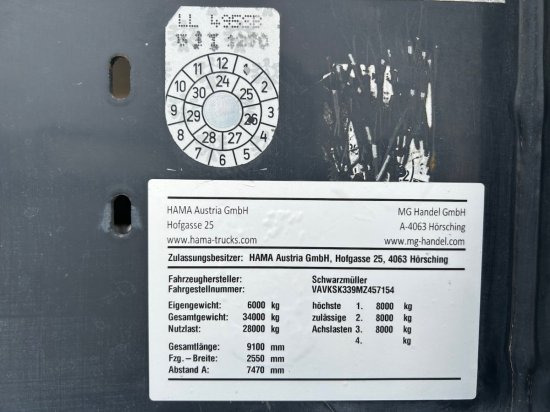 11 12 1
10 24 2
30 25
9 29 26 3
28 27
8 4
7 6 5
HAMA Austria GmbH MG Handel GmbH
Hofgasse 25 A-4063 Hörsching
www.hama-trucks.com www.mg-handel.com
Zulassungsbesitzer: HAMA Austria GmbH, Hofgasse 25, 4063 Hörsching
Fahrzeughersteller: Schwarzmüller
Fahrgestellnummer: VAVKSK339MZ457154
Eigengewicht: 6000 kg höchste 1. 8000 kg
Gesamtgewicht: 34000 kg zulässige 2. 8000 kg
Nutzlast: 28000 kg Achslasten 3. 8000 kg
4. kg
Gesamtlänge: 9100 mm
Fzg. - Breite: 2550 mm
Abstand A: 7470 mm